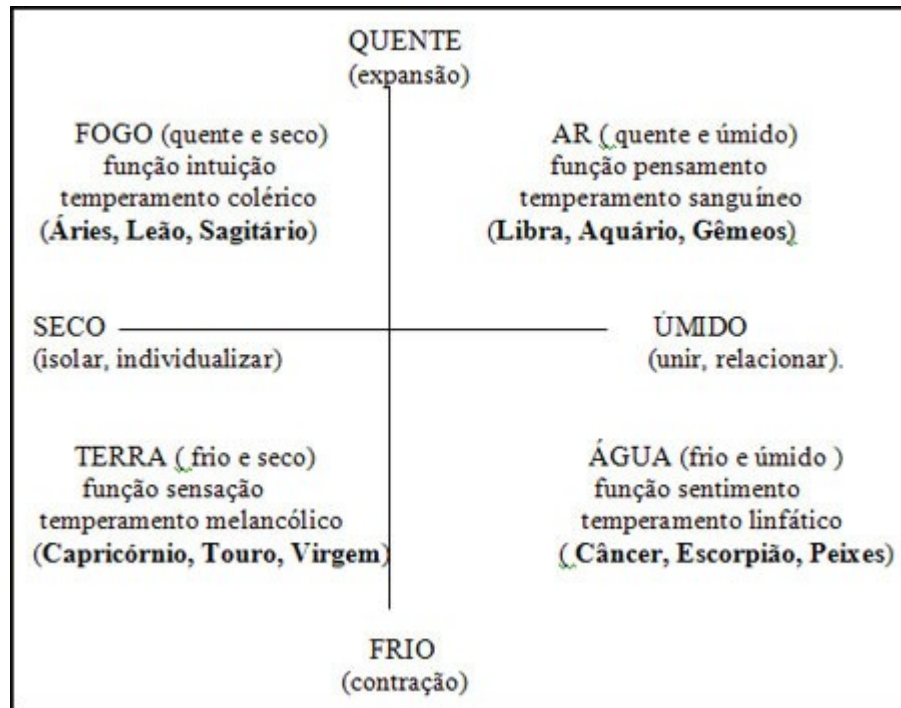 QUENTE
(expansão)
FOGO (quente e seco)
função intuição
temperamento colérico
(Áries, Leão, Sagitário)
AR ( quente e úmido)
função pensamento
temperamento sanguíneo
(Libra, Aquário, Gêmeos)
SECO
(isolar, individualizar)
ÚMIDO
(unir, relacionar).
TERRA ( frio e seco)
função sensação
temperamento melancólico
(Capricórnio, Touro, Virgem)
ÁGUA (frio e úmido )
função sentimento
temperamento linfático
( Câncer, Escorpião, Peixes)
FRIO
(contração)